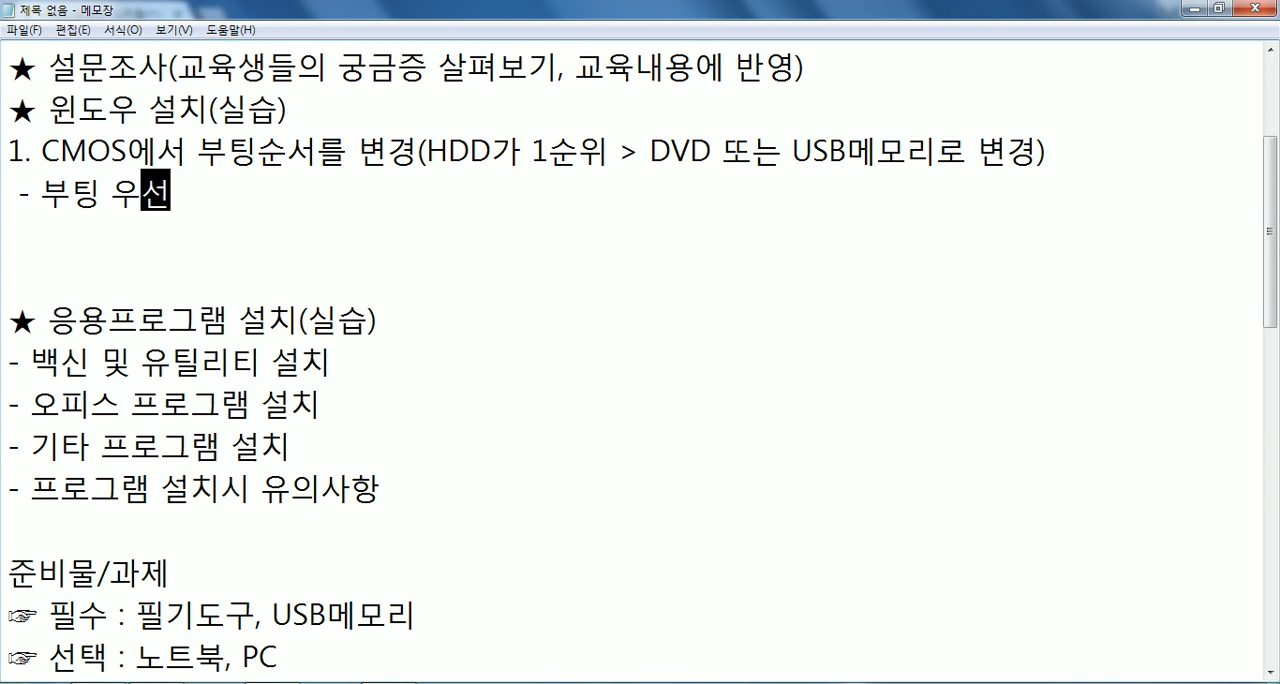 제목 없음 - 메모장
파일(F) 편집(E) 서식(O) 보기(V) 도움말(H)
★ 설문조사(교육생들의 궁금증 살펴보기, 교육내용에 반영)
★ 윈도우 설치(실습)
1. CMOS에서 부팅순서를 변경(HDD가 1순위 > DVD 또는 USB메모리로 변경)
- 부팅 우선
★ 응용프로그램 설치(실습)
- 백신 및 유틸리티 설치
- 오피스 프로그램 설치
- 기타 프로그램 설치
- 프로그램 설치시 유의사항
준비물/과제
☞ 필수 : 필기도구, USB메모리
☞ 선택 : 노트북, PC